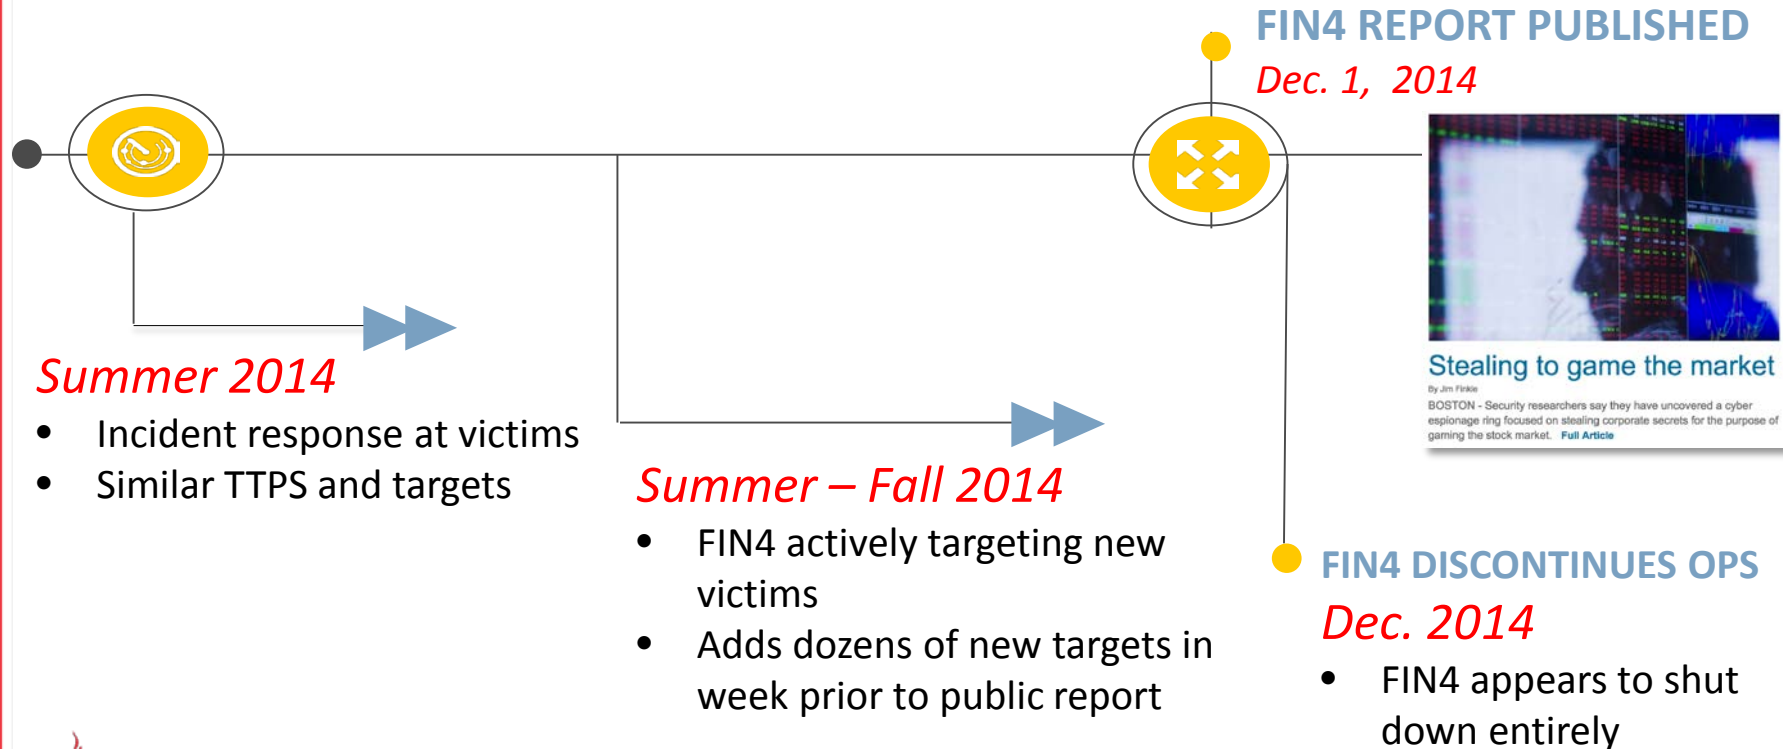 FIN4 REPORT PUBLISHED
Dec. 1, 2014
Stealing to game the market
By Jim Finkle
BOSTON - Security researchers say they have uncovered a cyber
espionage ring focused on stealing corporate secrets for the purpose of
gaming the stock market. Full Article
Summer 2014
• Incident response at victims
• Similar TTPS and targets
Summer – Fall 2014
• FIN4 actively targeting new
victims
• Adds dozens of new targets in
week prior to public report
FIN4 DISCONTINUES OPS
Dec. 2014
• FIN4 appears to shut
down entirely